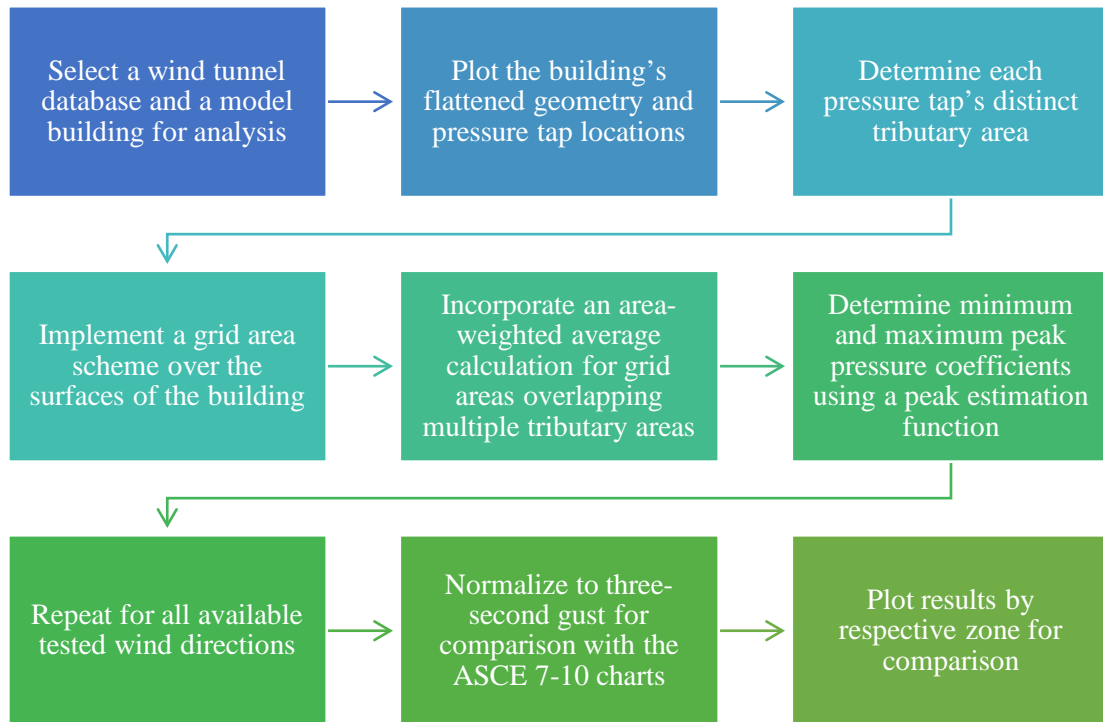 Select a wind tunnel
database and a model
building for analysis
Plot the building’s
flattened geometry and
pressure tap locations
Determine each
pressure tap’s distinct
tributary area
Implement a grid area
scheme over the
surfaces of the building
Incorporate an area-
weighted average
calculation for grid
areas overlapping
multiple tributary areas
Determine minimum
and maximum peak
pressure coefficients
using a peak estimation
function
Repeat for all available
tested wind directions
Normalize to three-
second gust for
comparison with the
ASCE 7-10 charts
Plot results by
respective zone for
comparison